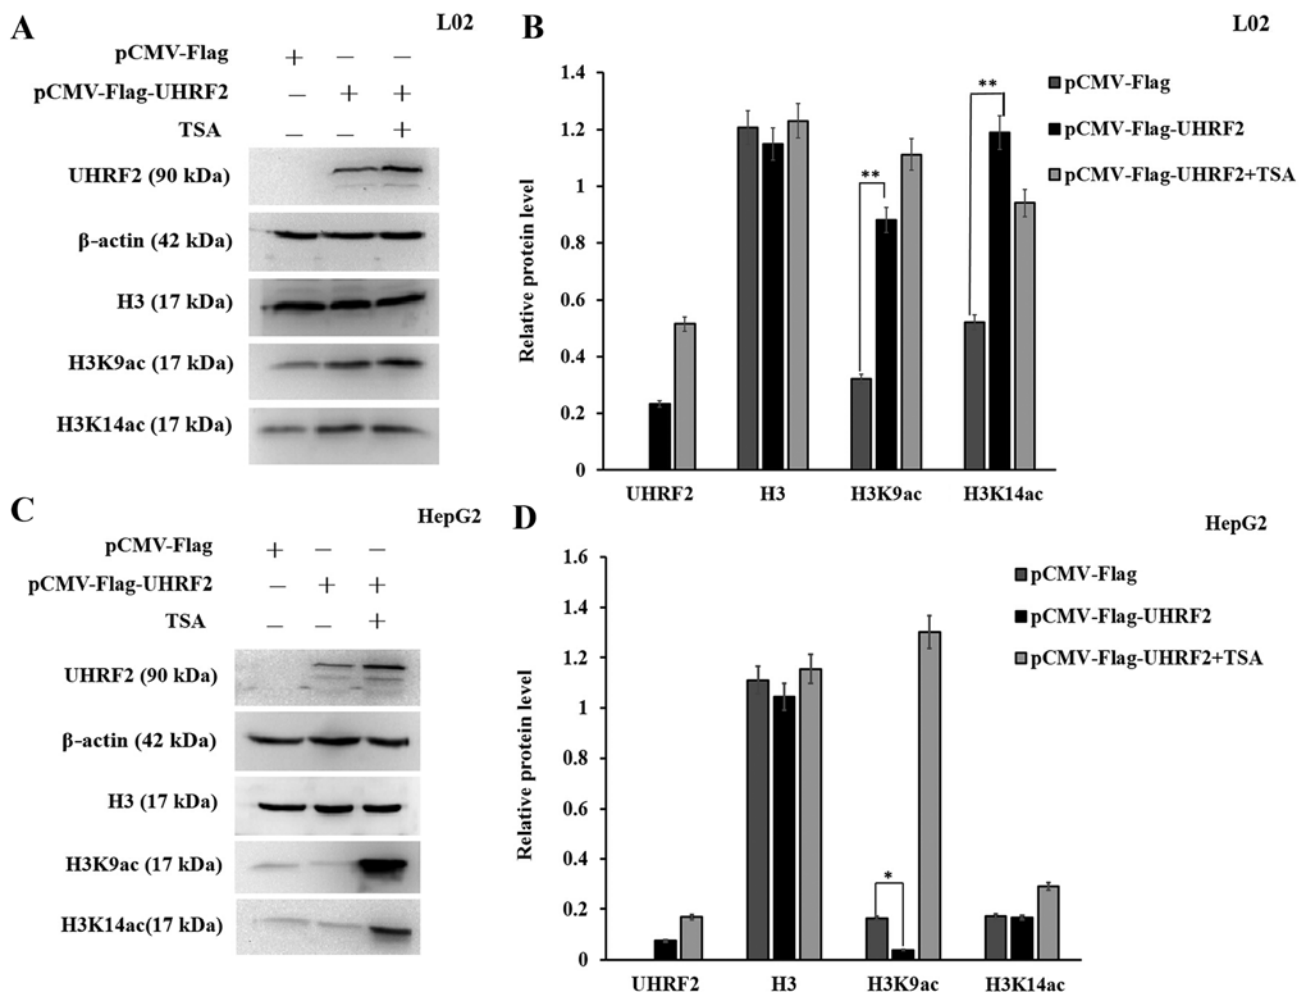 A
L02
pCMV-Flag + — —
pCMV-Flag-UHRF2 — + +
TSA — — +
UHRF2 (90 kDa)
β-actin (42 kDa)
H3 (17 kDa)
H3K9ac (17 kDa)
H3K14ac (17 kDa)
B
L02
Relative protein level
1.4
1.2
1
0.8
0.6
0.4
0.2
0
**
**
UHRF2 H3 H3K9ac H3K14ac
pCMV-Flag
pCMV-Flag-UHRF2
pCMV-Flag-UHRF2+TSA
C
HepG2
pCMV-Flag + — —
pCMV-Flag-UHRF2 — + +
TSA — — +
UHRF2 (90 kDa)
β-actin (42 kDa)
H3 (17 kDa)
H3K9ac (17 kDa)
H3K14ac(17 kDa)
D
HepG2
Relative protein level
1.6
1.4
1.2
1
0.8
0.6
0.4
0.2
0
*
UHRF2 H3 H3K9ac H3K14ac
pCMV-Flag
pCMV-Flag-UHRF2
pCMV-Flag-UHRF2+TSA